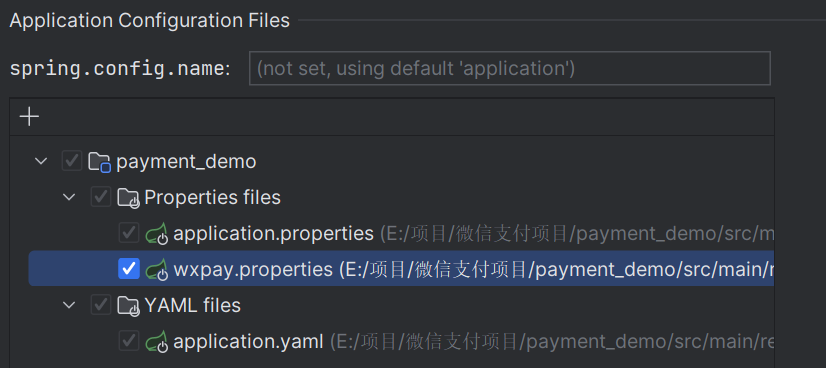 Application Configuration Files
spring.config.name: (not set, using default 'application')
payment_demo
Properties files
application.properties (E:/项目/微信支付项目/payment_demo/src/m
wxpay.properties (E:/项目/微信支付项目/payment_demo/src/main/r
YAML files
application.yaml (E:/项目/微信支付项目/payment_demo/src/main/re